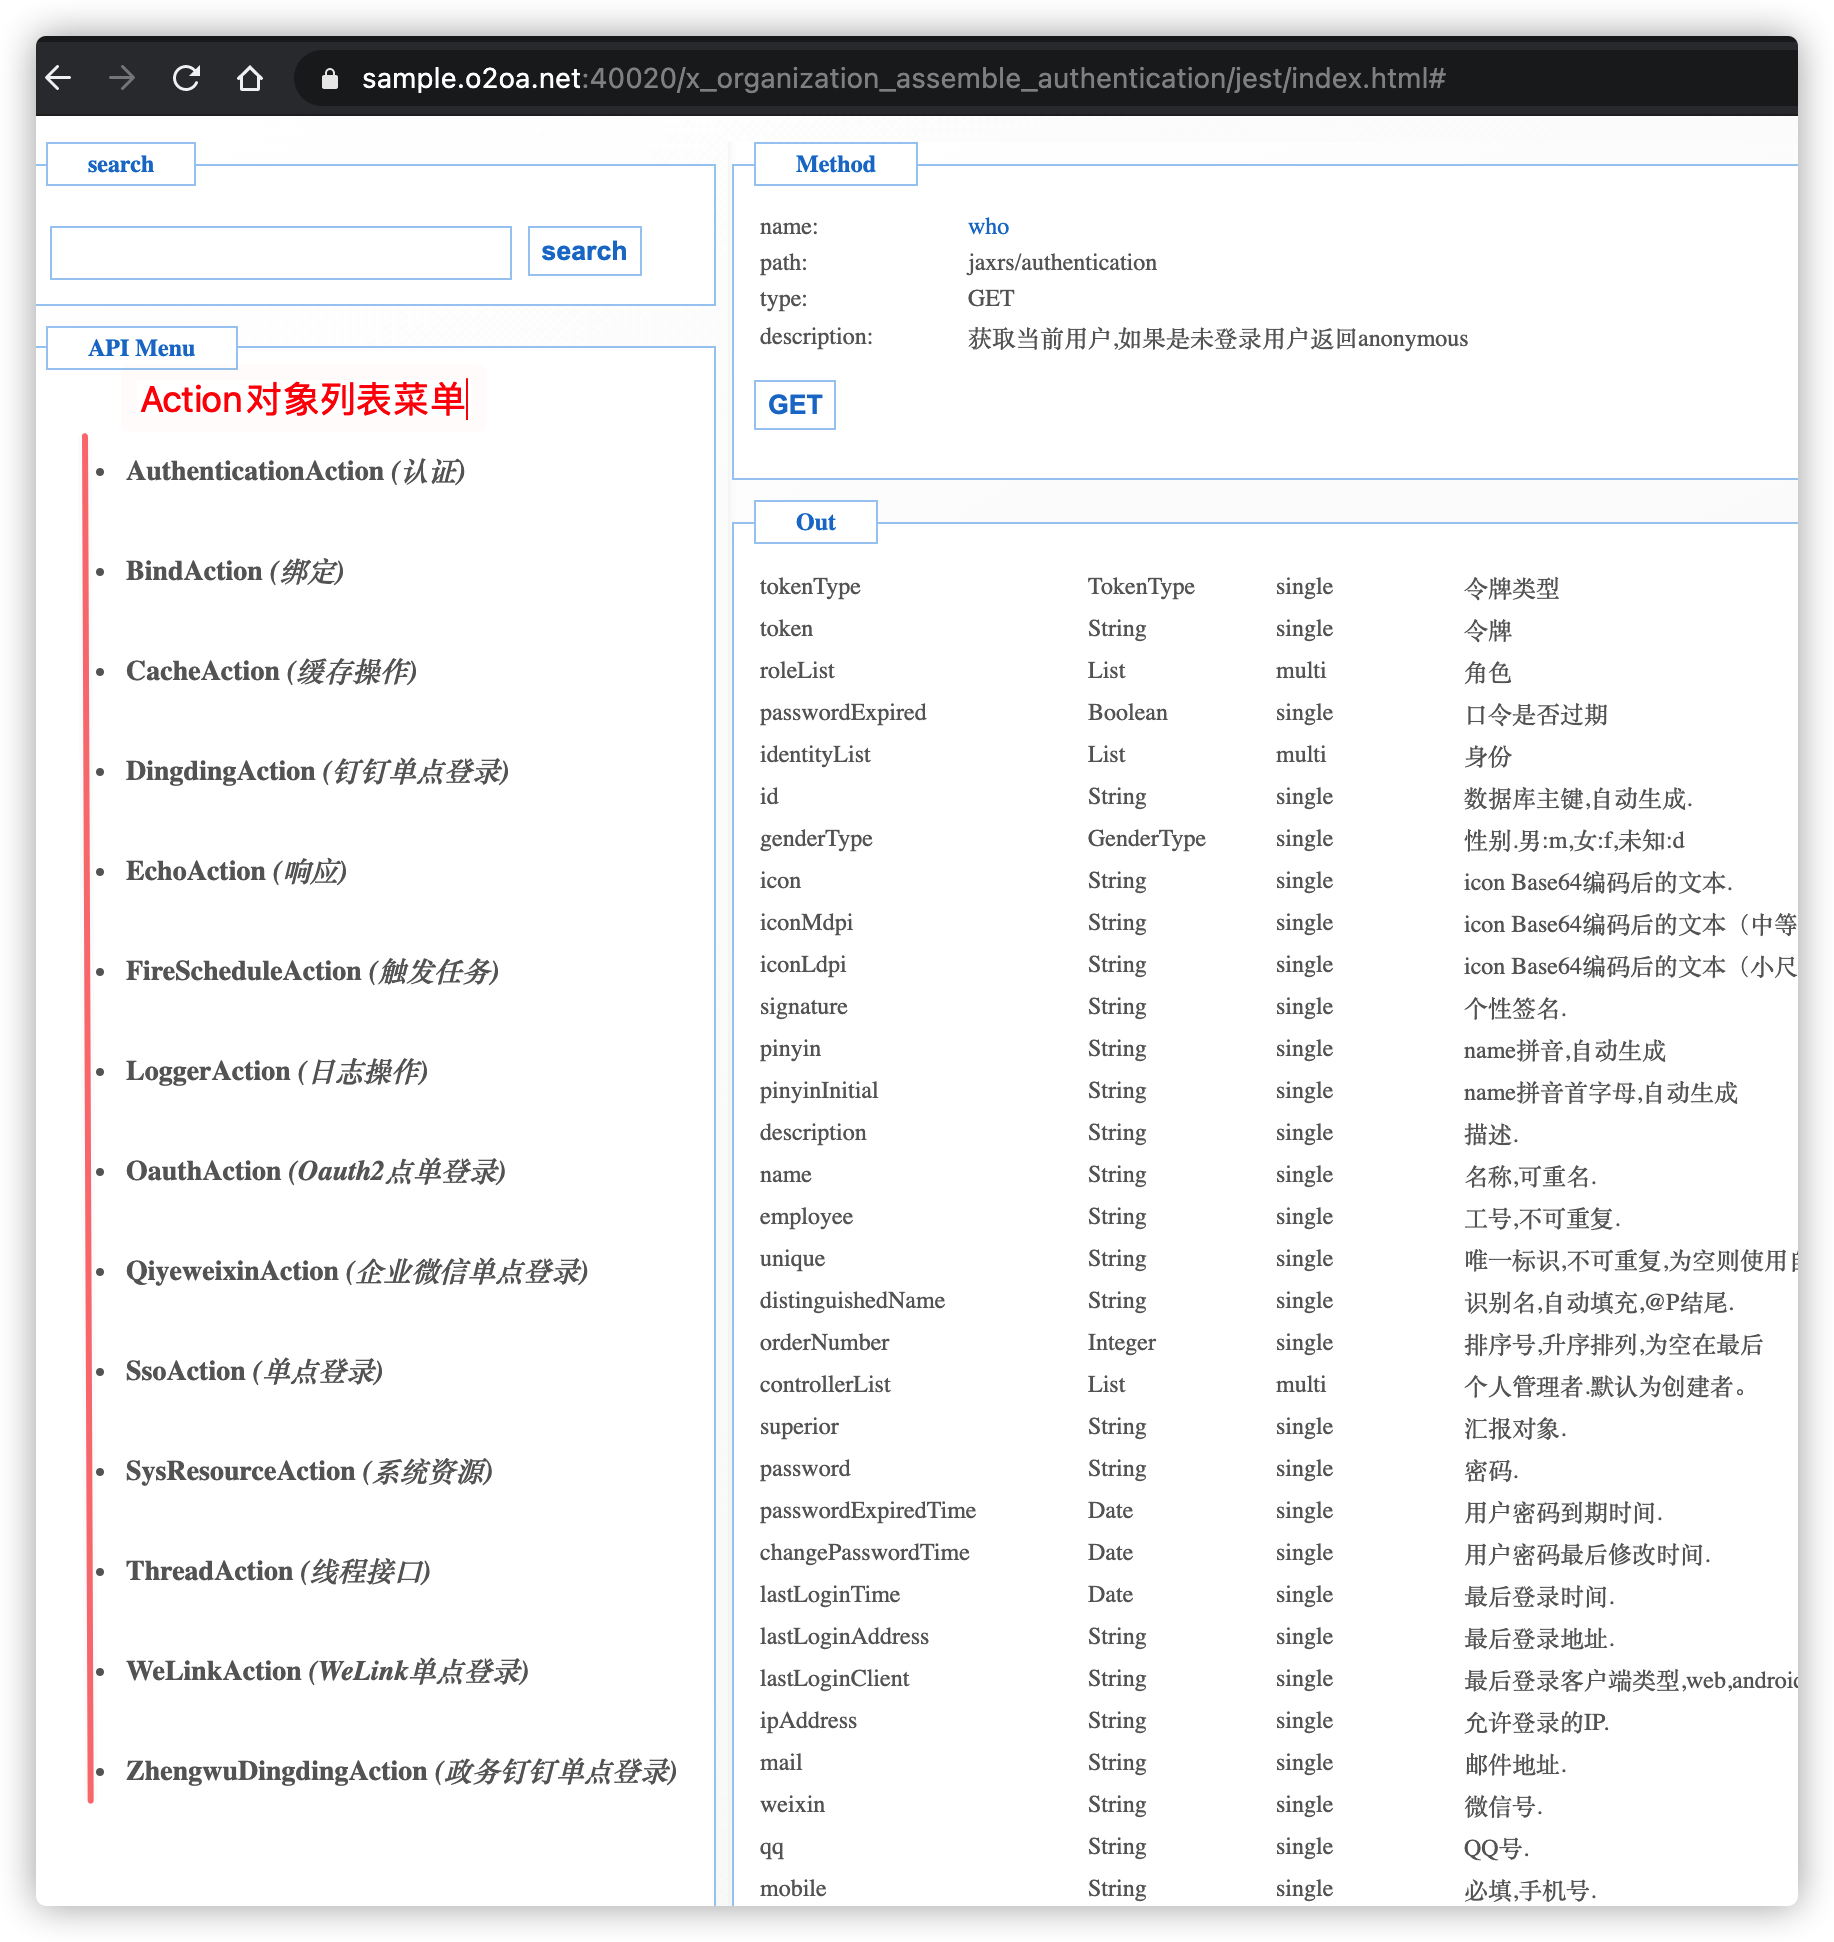 sample.o2oa.net:40020/x_organization_assemble_authentication/jest/index.html#
search
search
API Menu
Action对象列表菜单
AuthenticationAction (认证)
BindAction (绑定)
CacheAction (缓存操作)
DingdingAction (钉钉单点登录)
EchoAction (响应)
FireScheduleAction (触发任务)
LoggerAction (日志操作)
OauthAction (Oauth2点单登录)
QiyeweixinAction (企业微信单点登录)
SsoAction (单点登录)
SysResourceAction (系统资源)
ThreadAction (线程接口)
WeLinkAction (WeLink单点登录)
ZhengwuDingdingAction (政务钉钉单点登录)
Method
name: who
path: jaxrs/authentication
type: GET
description: 获取当前用户,如果是未登录用户返回anonymous
GET
Out
tokenType TokenType single 令牌类型
token String single 令牌
roleList List multi 角色
passwordExpired Boolean single 口令是否过期
identityList List multi 身份
id String single 数据库主键,自动生成.
genderType GenderType single 性别.男:m,女:f,未知:d
icon String single icon Base64编码后的文本.
iconMdpi String single icon Base64编码后的文本（中等
iconLdpi String single icon Base64编码后的文本（小尺
signature String single 个性签名.
pinyin String single name拼音,自动生成
pinyinInitial String single name拼音首字母,自动生成
description String single 描述.
name String single 名称,可重名.
employee String single 工号,不可重复.
unique String single 唯一标识,不可重复,为空则使用
distinguishedName String single 识别名,自动填充,@P结尾.
orderNumber Integer single 排序号,升序排列,为空在最后
controllerList List multi 个人管理者.默认为创建者。
superior String single 汇报对象.
password String single 密码.
passwordExpiredTime Date single 用户密码到期时间.
changePasswordTime Date single 用户密码最后修改时间.
lastLoginTime Date single 最后登录时间.
lastLoginAddress String single 最后登录地址.
lastLoginClient String single 最后登录客户端类型,web,android
ipAddress String single 允许登录的IP.
mail String single 邮件地址.
weixin String single 微信号.
qq String single QQ号.
mobile String single 必填,手机号.